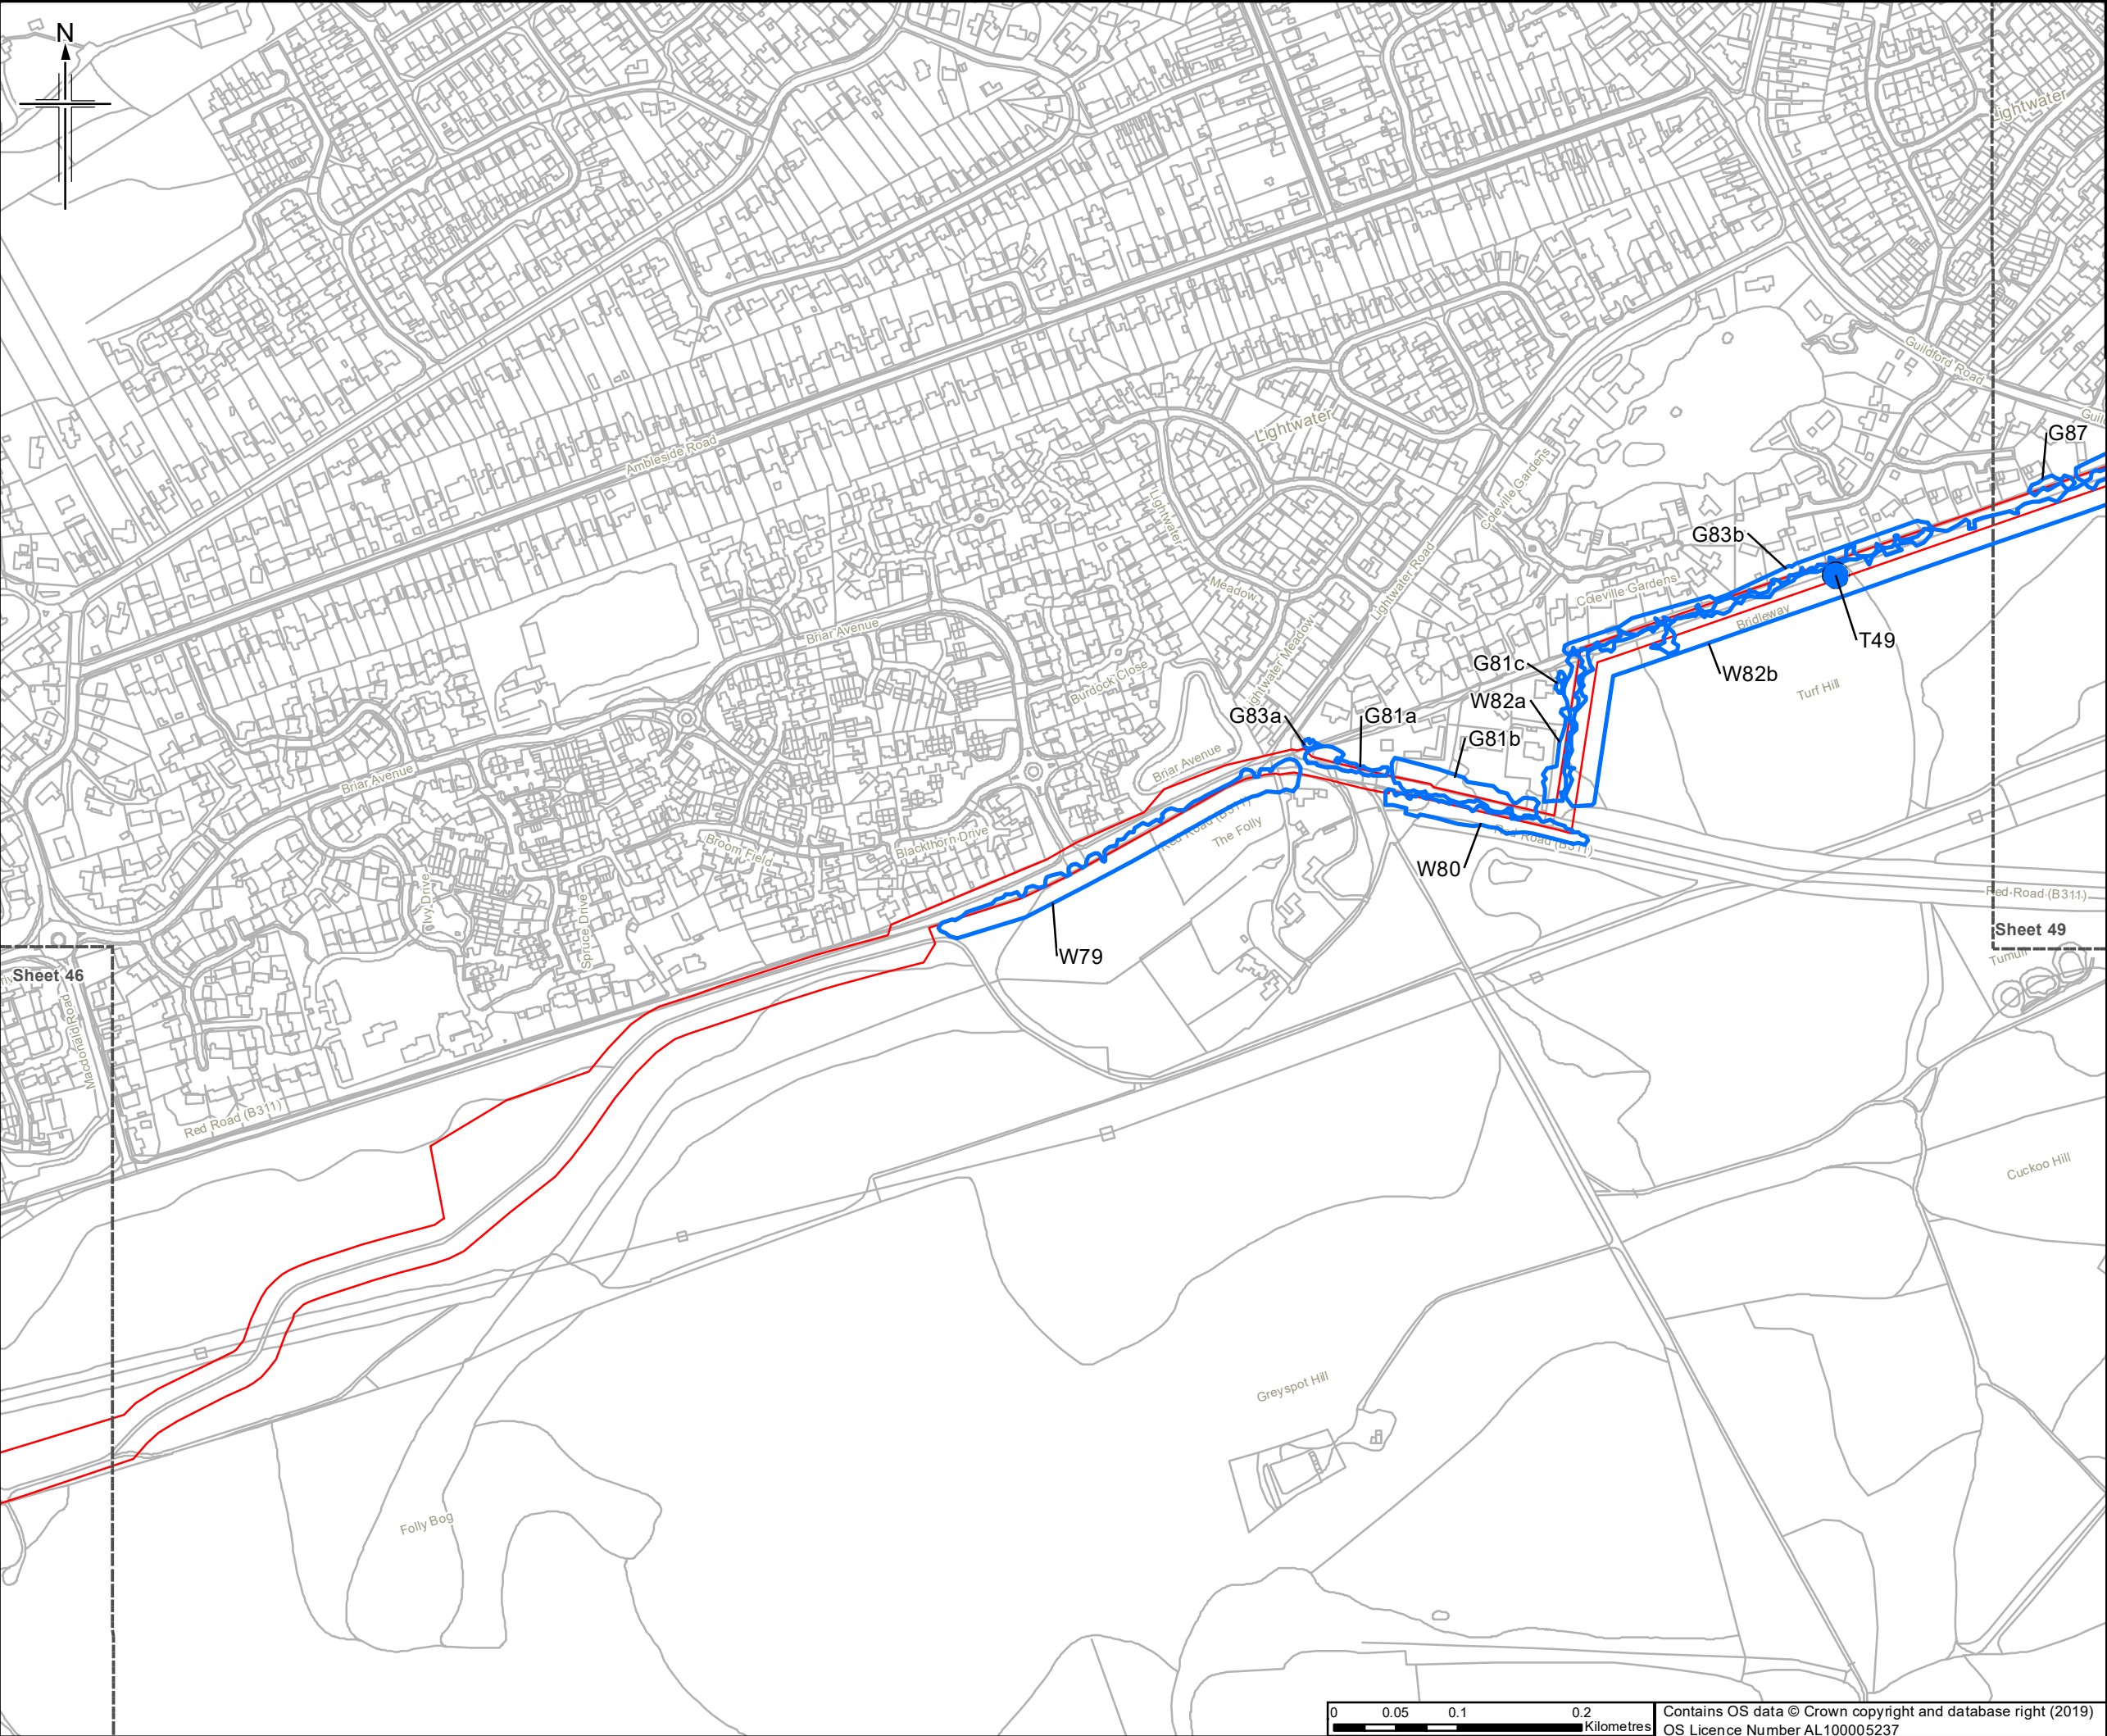 N
Lightwater
Guildford Road
G87
Ambleside Road
Lightwater
Coleville Gardens
Lightwater
Meadow
G83b
Lightwater Road
Coleville Gardens
Bridleway
T49
Briar Avenue
Lightwater Meadow
G81c
W82b
Burdock Close
W82a
Turf Hill
G83a
G81a
G81b
Briar Avenue
Briar Avenue
Red Road (B311)
The Folly
Red Road (B311)
Broom Field
Blackthorn Drive
W80
Ivy Drive
Spruce Drive
Red Road (B311)
Sheet 49
W79
Tumuli
Sheet 46
Macdonald Road
Red Road (B311)
Cuckoo Hill
Greyspot Hill
Folly Bog
0 0.05 0.1 0.2
Kilometres
Contains OS data © Crown copyright and database right (2019)
OS Licence Number AL100005237